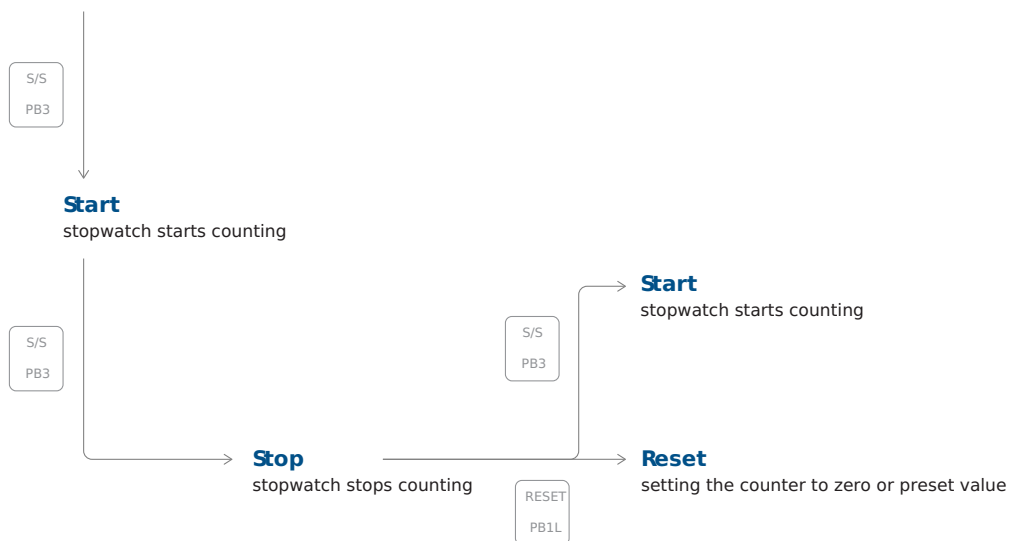 S/S
PB3
Start
stopwatch starts counting
S/S
PB3
Start
stopwatch starts counting
S/S
PB3
Stop
stopwatch stops counting
RESET
PB1L
Reset
setting the counter to zero or preset value